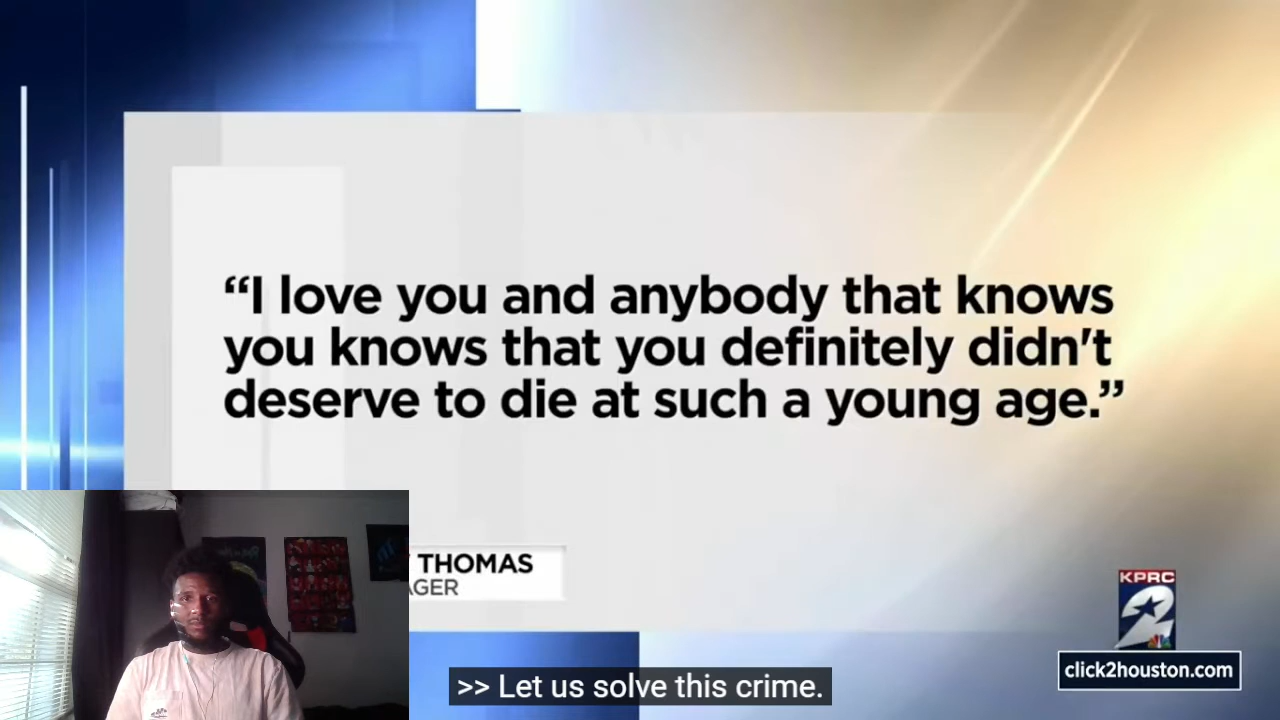 “I love you and anybody that knows
you knows that you definitely didn't
deserve to die at such a young age.”
THOMAS
AGER
KPRC
2
click2houston.com
>> Let us solve this crime.